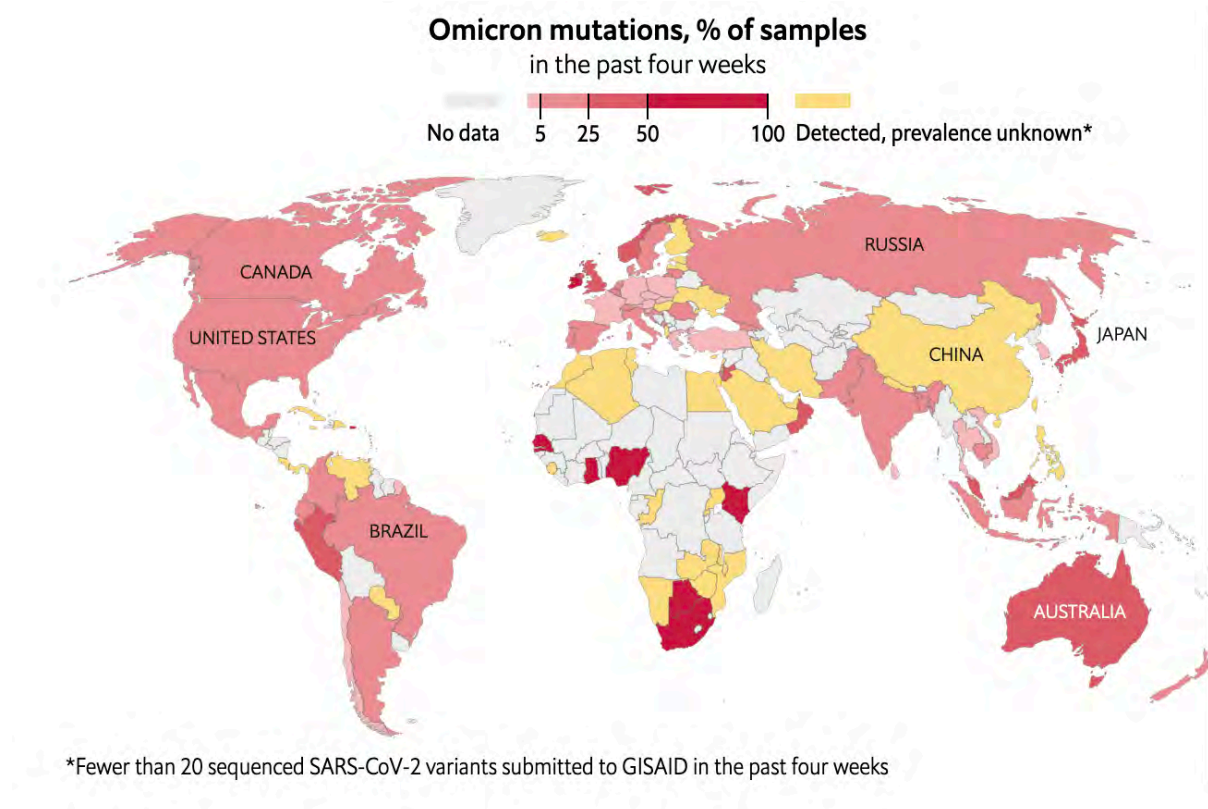 Omicron mutations, % of samples
in the past four weeks
No data 5 25 50 100 Detected, prevalence unknown*
RUSSIA
CANADA
UNITED STATES
JAPAN
CHINA
BRAZIL
AUSTRALIA
*Fewer than 20 sequenced SARS-CoV-2 variants submitted to GISAID in the past four weeks